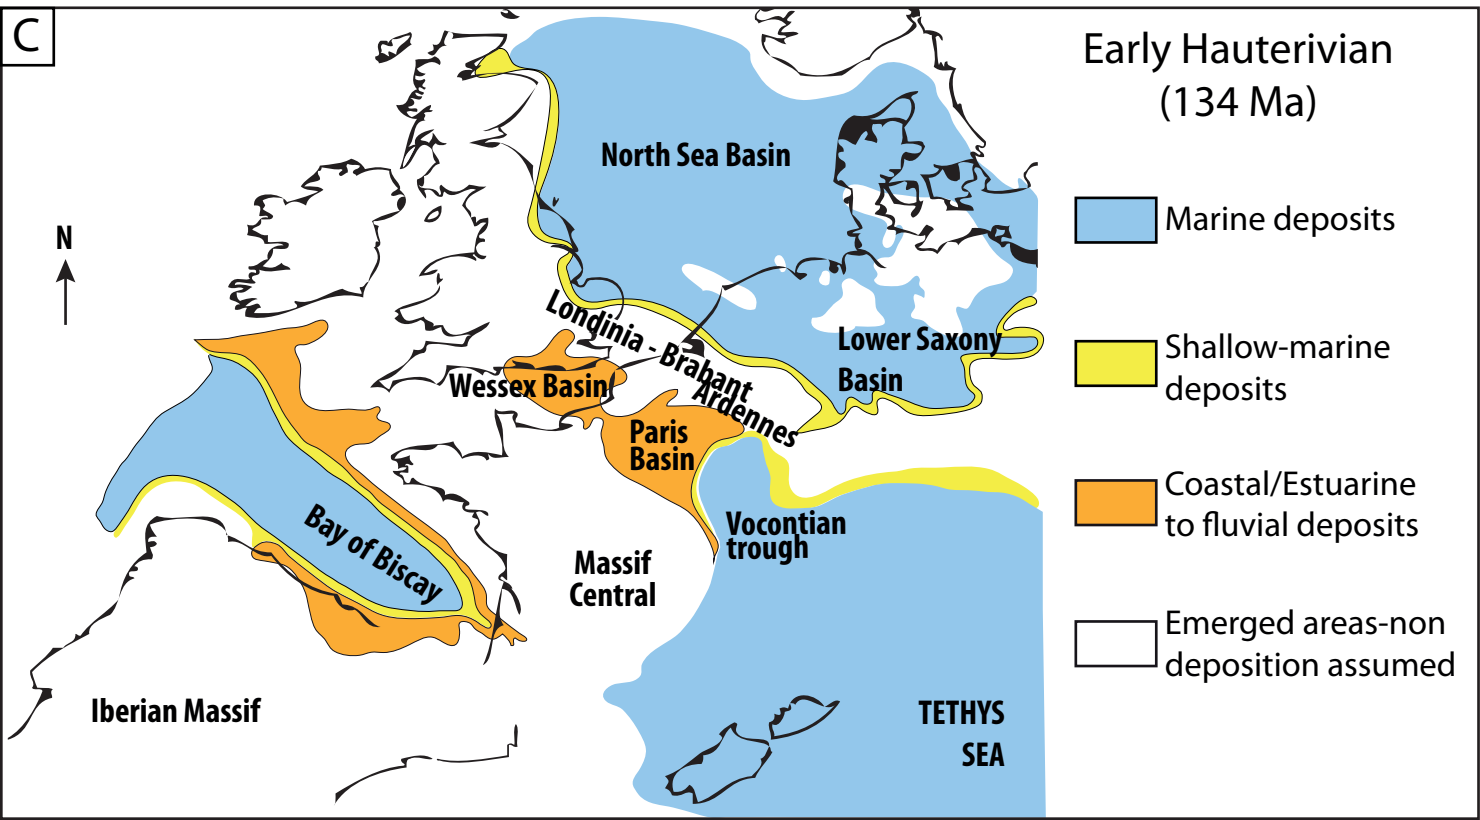 C
Early Hauterivian
(134 Ma)
North Sea Basin
Marine deposits
N
Londinia - Brabant
Ardennes
Lower Saxony
Basin
Shallow-marine
deposits
Wessex Basin
Paris
Basin
Coastal/Estuarine
to fluvial deposits
Bay of Biscay
Vocontian
trough
Massif
Central
Emerged areas-non
deposition assumed
Iberian Massif
TETHYS
SEA